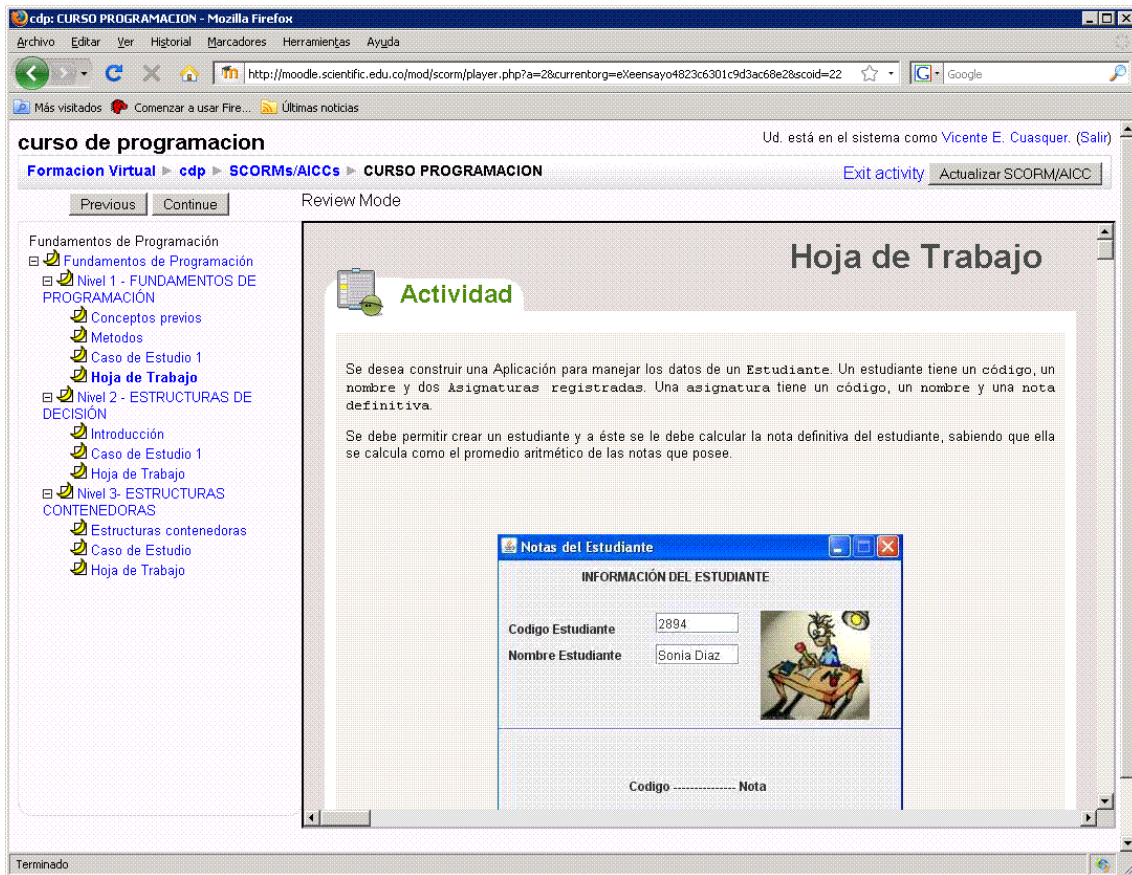 cdp: CURSO PROGRAMACION - Mozilla Firefox
Archivo Editar Ver Historial Marcadores Herramientas Ayuda
http://moodle.scientific.edu.co/mod/scorm/player.php?a=2&currentorg=eXeensayo4823c6301c9d3ac68e28&scoid=22
Google
Más visitados Comenzar a usar Fire... Últimas noticias
curso de programacion
Ud. está en el sistema como Vicente E. Cuasquer. (Salir)
Formacion Virtual ► cdp ► SCORMs/AICCs ► CURSO PROGRAMACION
Exit activity Actualizar SCORM/AICC
Previous Continue
Review Mode
Fundamentos de Programación
Fundamentos de Programación
Nivel 1 - FUNDAMENTOS DE
PROGRAMACIÓN
Conceptos previos
Metodos
Caso de Estudio 1
Hoja de Trabajo
Nivel 2 - ESTRUCTURAS DE
DECISIÓN
Introducción
Caso de Estudio 1
Hoja de Trabajo
Nivel 3- ESTRUCTURAS
CONTENEDORAS
Estructuras contenedoras
Caso de Estudio
Hoja de Trabajo
Hoja de Trabajo
Actividad
Se desea construir una Aplicación para manejar los datos de un Estudiante. Un estudiante tiene un código, un
nombre y dos Asignaturas registradas. Una asignatura tiene un código, un nombre y una nota
definitiva.
Se debe permitir crear un estudiante y a éste se le debe calcular la nota definitiva del estudiante, sabiendo que ella
se calcula como el promedio aritmético de las notas que posee.
Notas del Estudiante
INFORMACIÓN DEL ESTUDIANTE
Codigo Estudiante 2894
Nombre Estudiante Sonia Diaz
Codigo --------------- Nota
Terminado